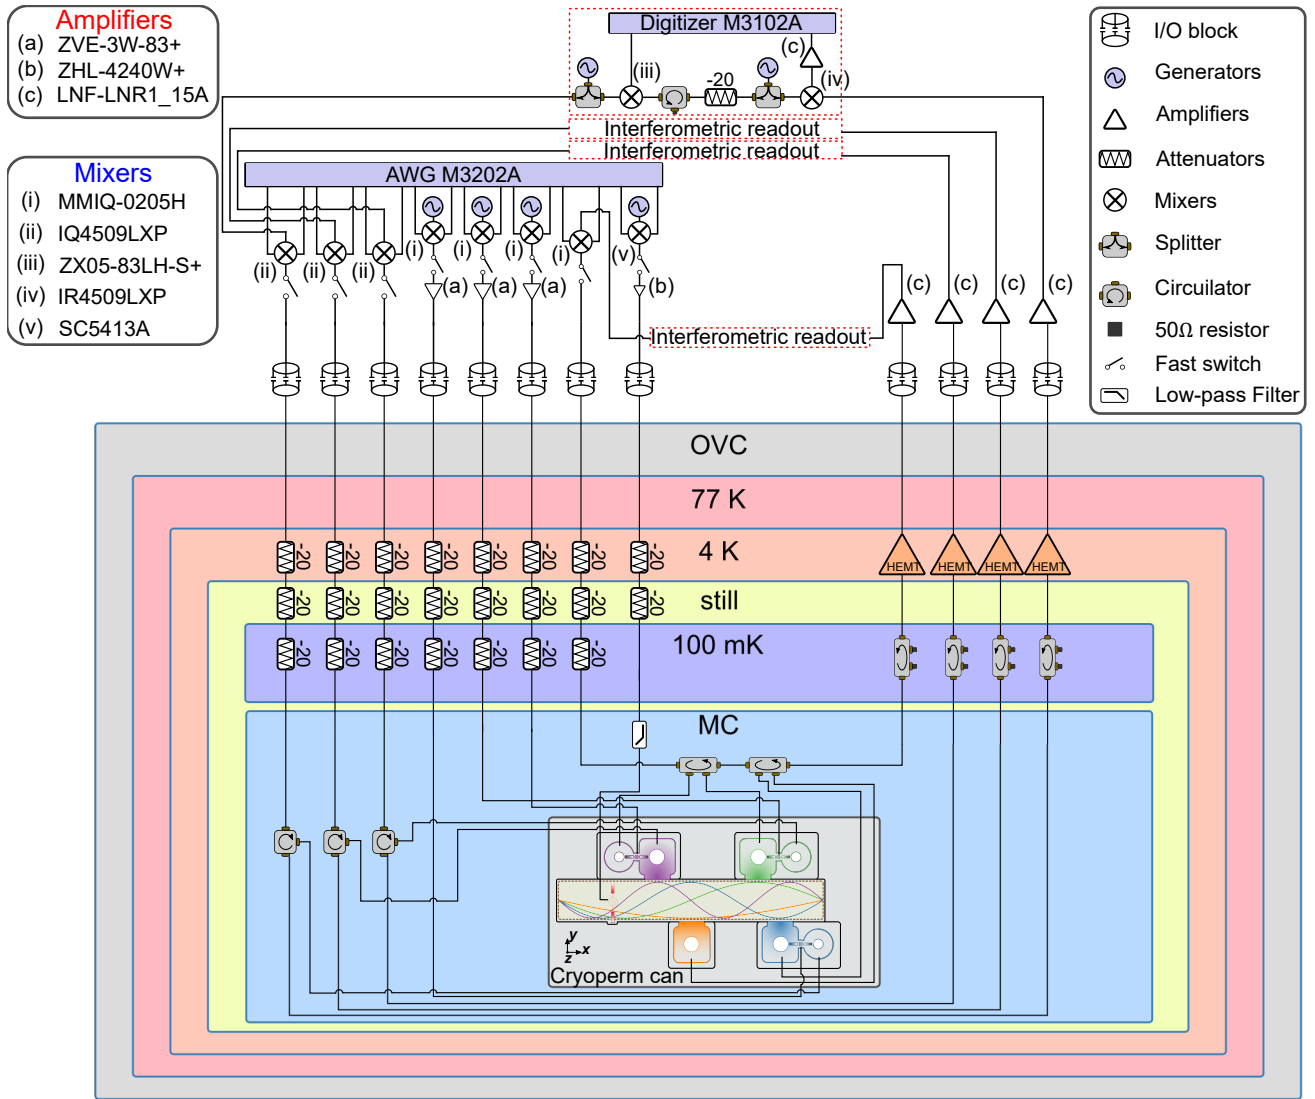 Amplifiers
(a) ZVE-3W-83+
(b) ZHL-4240W+
(c) LNF-LNR1_15A
Mixers
(i) MMIQ-0205H
(ii) IQ4509LXP
(iii) ZX05-83LH-S+
(iv) IR4509LXP
(v) SC5413A
Digitizer M3102A
(c)
(iii)
-20
(iv)
Interferometric readout
Interferometric readout
AWG M3202A
(ii)
(ii)
(ii)
(i)
(i)
(i)
(i)
(v)
(a)
(a)
(a)
(b)
(c)
(c)
(c)
(c)
Interferometric readout
I/O block
Generators
Amplifiers
Attenuators
Mixers
Splitter
Circuilator
50Ω resistor
Fast switch
Low-pass Filter
OVC
77 K
4 K
-20
-20
-20
-20
-20
-20
-20
-20
HEMT
HEMT
HEMT
HEMT
still
-20
-20
-20
-20
-20
-20
-20
-20
100 mK
-20
-20
-20
-20
-20
-20
-20
MC
y
z
x
Cryoperm can